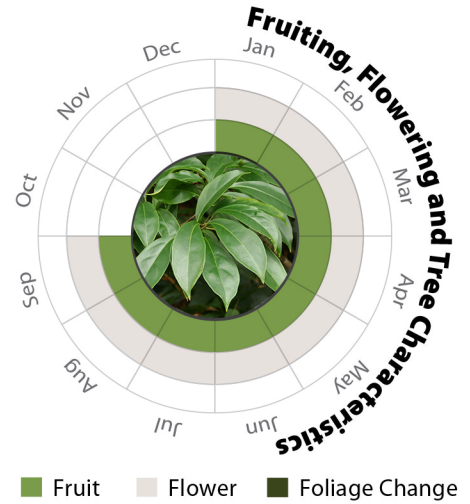 Fruiting, Flowering and Tree Characteristics
Jan
Feb
Mar
Apr
May
Jun
Jul
Aug
Sep
Oct
Nov
Dec
Fruit
Flower
Foliage Change